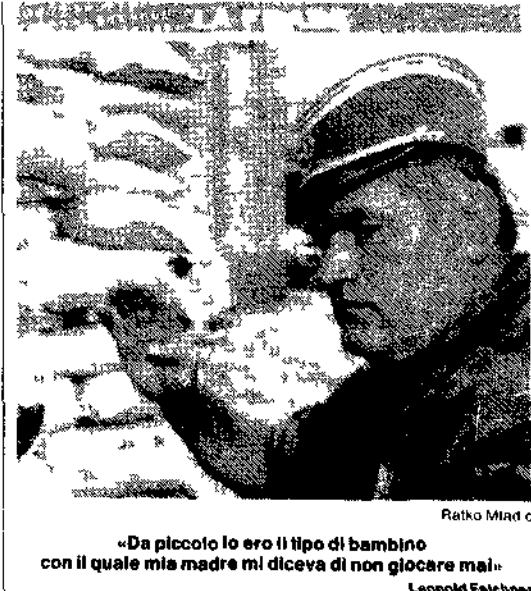 Ratko Mlad c
«Da piccolo io ero il tipo di bambino
con il quale mia madre mi diceva di non giocare mai»
Leopold